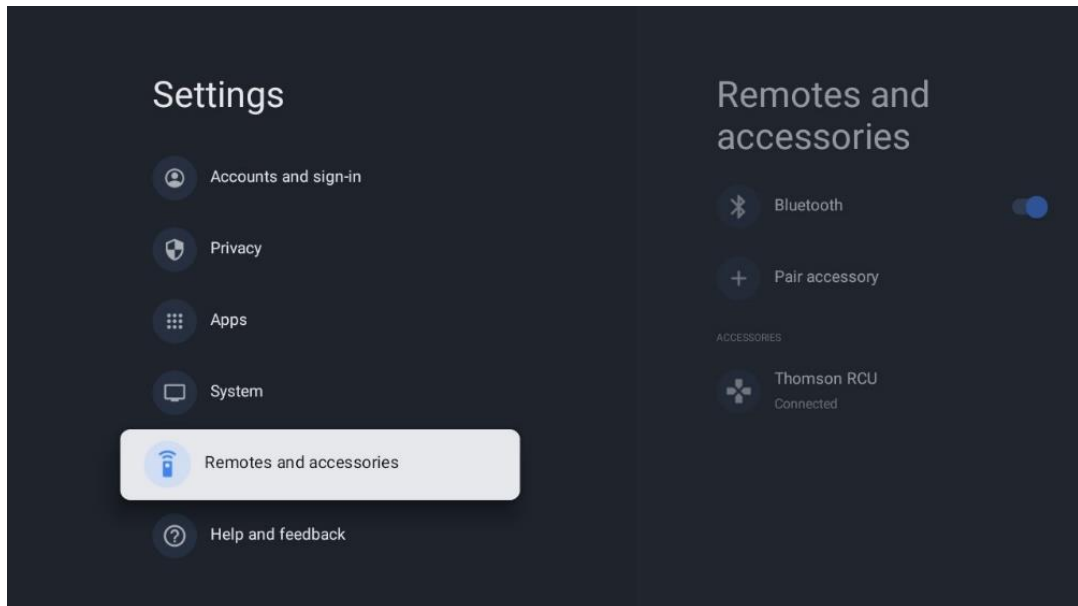 Settings
Accounts and sign-in
Privacy
Apps
System
Remotes and accessories
Help and feedback
Remotes and
accessories
Bluetooth
Pair accessory
ACCESSORIES
Thomson RCU
Connected